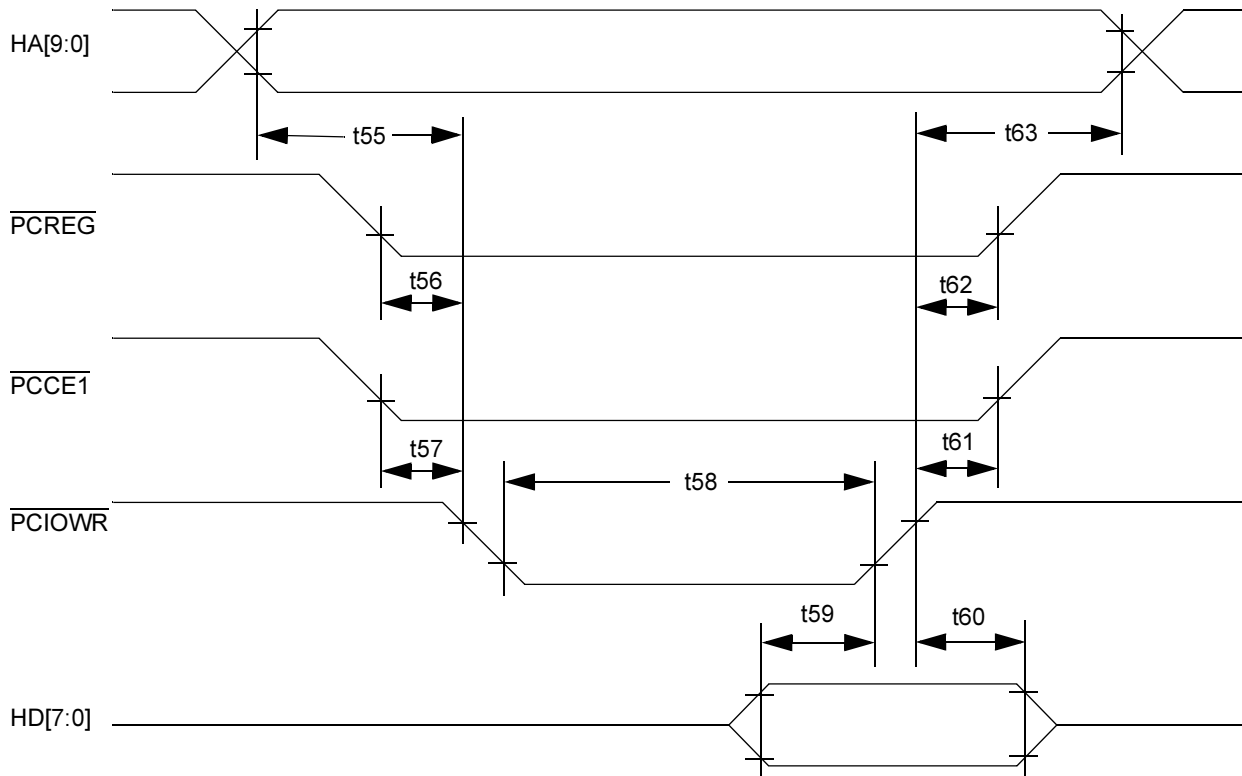 HA[9:0]
t55
t63
PCREG
t56
t62
PCCE1
t57
t61
t58
PCIOWR
t59
t60
HD[7:0]